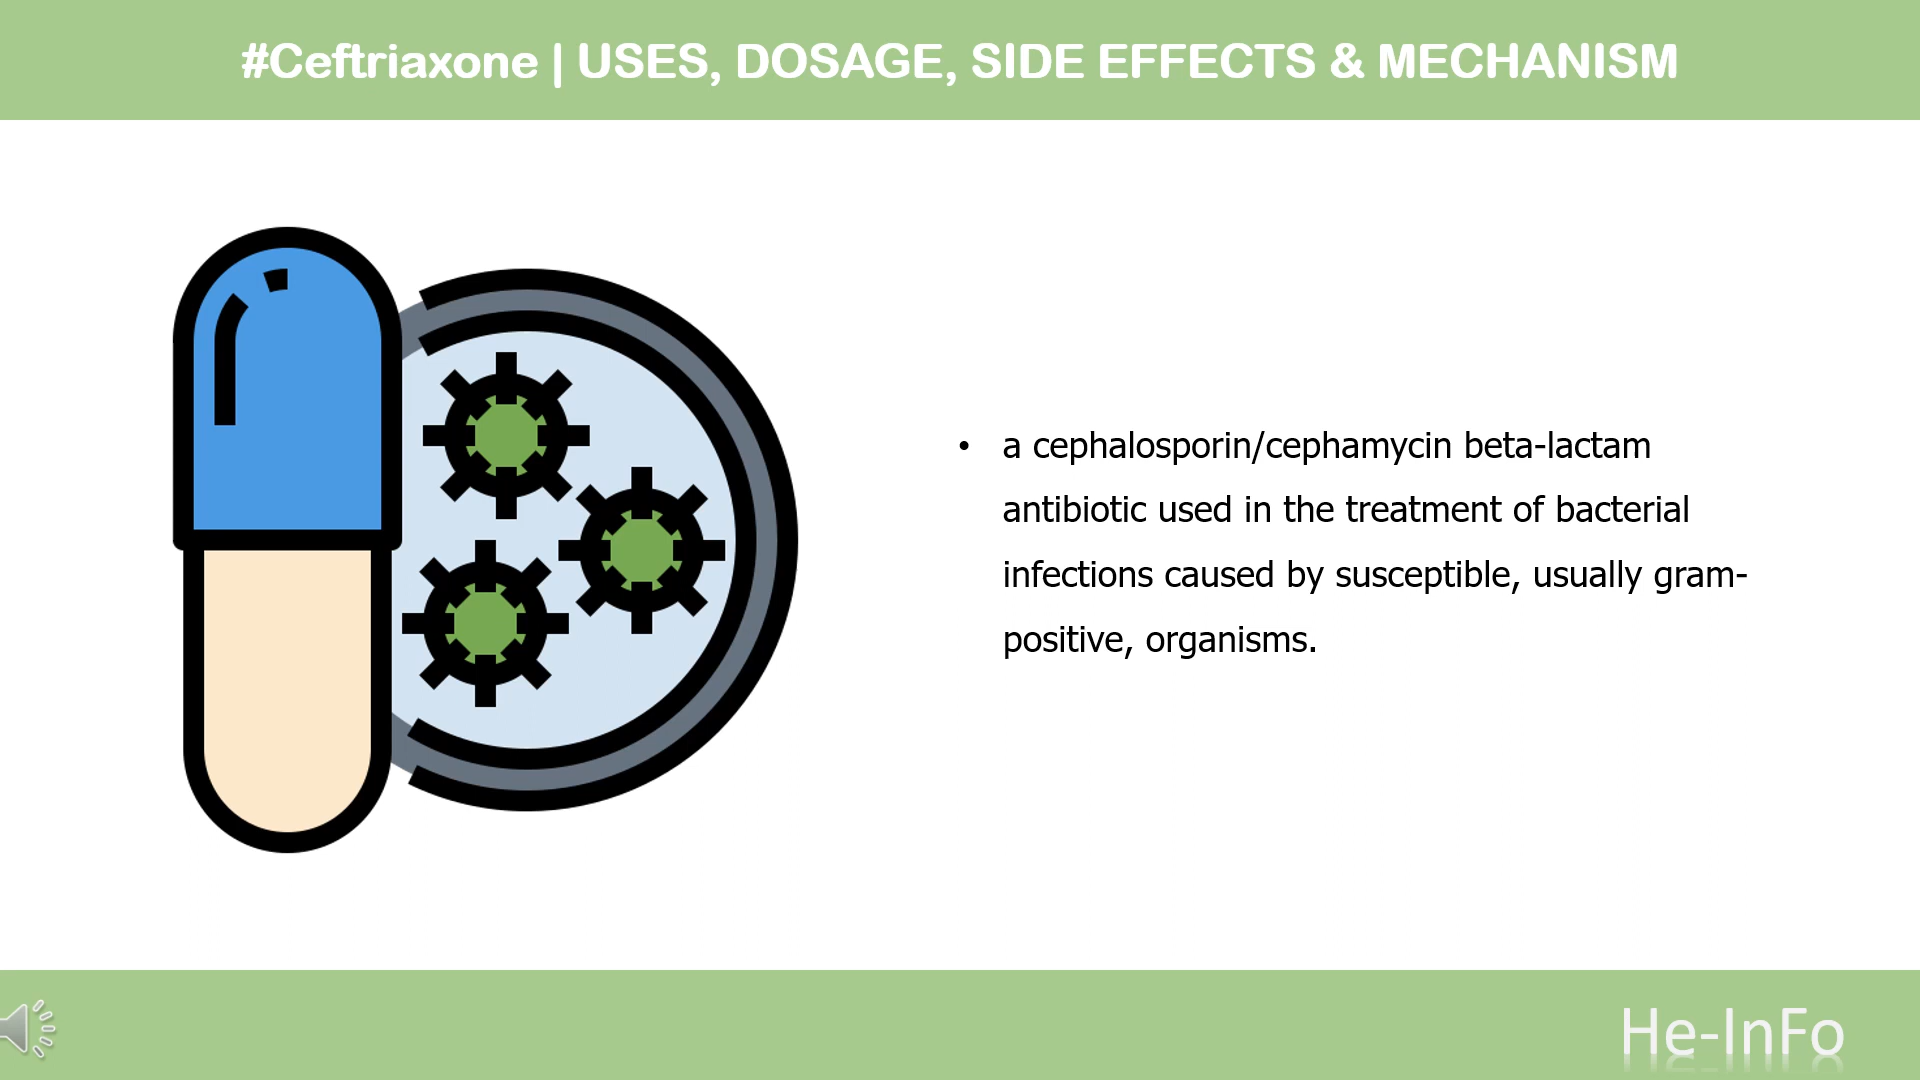 #Ceftriaxone | USES, DOSAGE, SIDE EFFECTS & MECHANISM
• a cephalosporin/cephamycin beta-lactam
antibiotic used in the treatment of bacterial
infections caused by susceptible, usually gram-
positive, organisms.
He-InFo